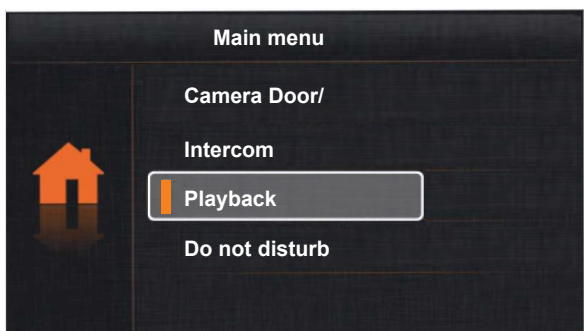 Main menu
Camera Door/
Intercom
Playback
Do not disturb